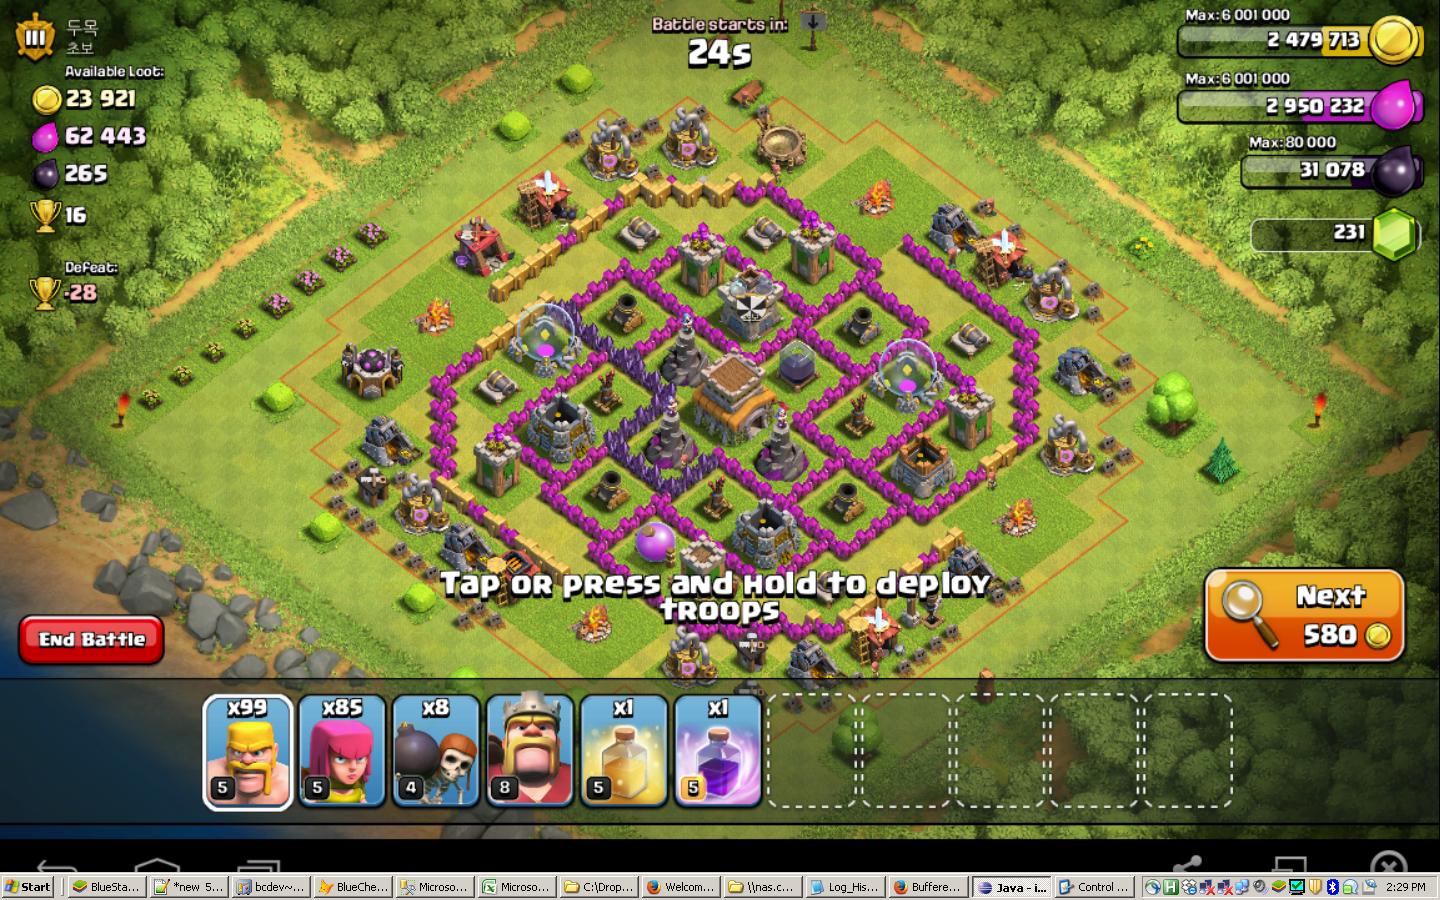 III
두목
초보
Available Loot:
23 921
62 443
265
16
Defeat:
-28
Battle starts in:
24s
Max: 6 001 000
2 479 713
Max: 6 001 000
2 950 232
Max: 80 000
31 078
231
Tap or press and hold to deploy
troops
End Battle
Next
580
x99
x85
x8
x1
x1
5
5
4
8
5
5
Start
BlueSta...
*new 5...
bcdev~...
BlueChe...
Microso...
Microso...
C:\Drop...
Welcom...
\\nas.c...
Log_His...
Buffere...
Java - i...
Control ...
2:29 PM